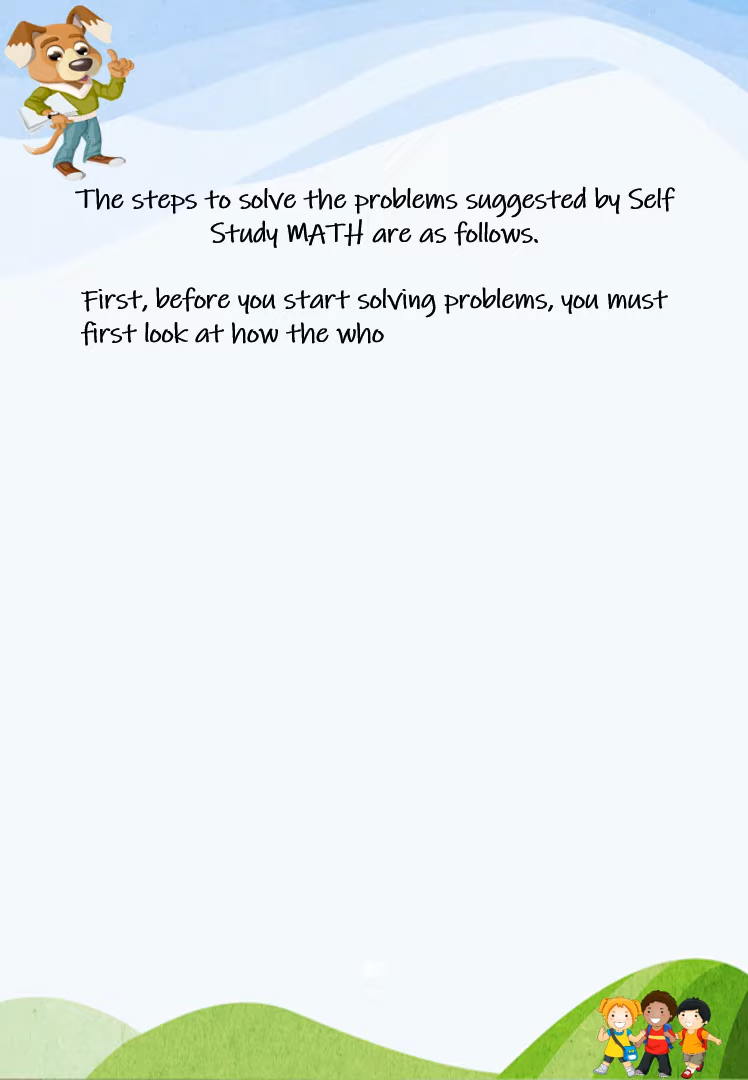 The steps to solve the problems suggested by Self
Study MATH are as follows.
First, before you start solving problems, you must
first look at how the who